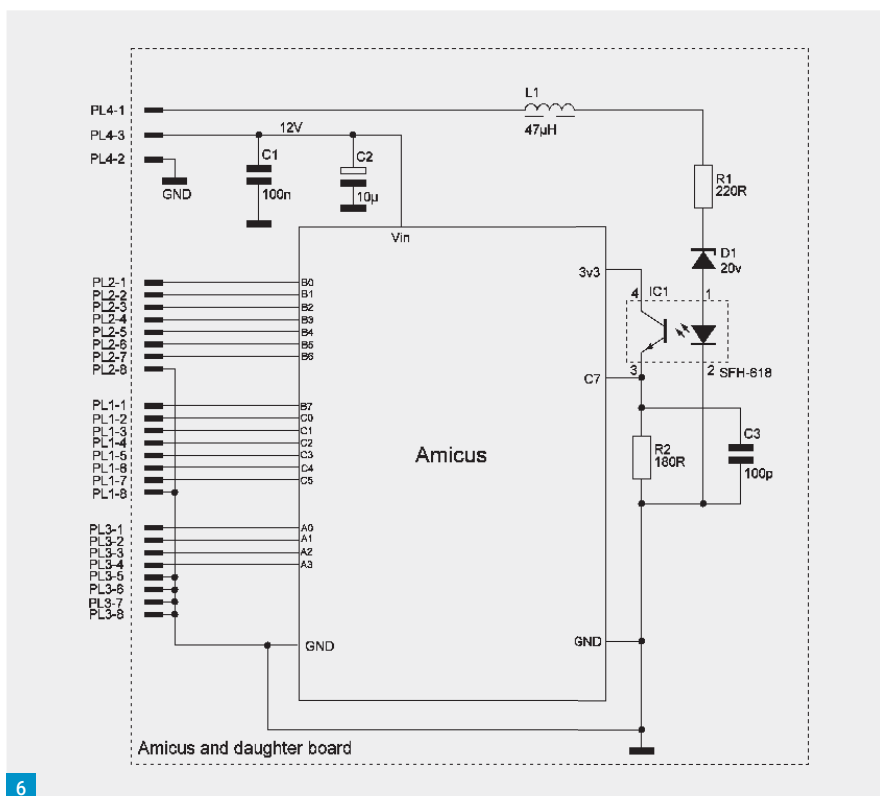 L1
47µH
PL4-1
PL4-3
12V
PL4-2
C1
100n
C2
10µ
GND
R1
220R
Vin
D1
20v
3v3
4
IC1
1
3
2
SFH-618
PL2-1
PL2-2
PL2-3
PL2-4
PL2-5
PL2-6
PL2-7
PL2-8
B0
B1
B2
B3
B4
B5
B6
C7
PL1-1
PL1-2
PL1-3
PL1-4
PL1-5
PL1-6
PL1-7
PL1-8
B7
C0
C1
C2
C3
C4
C5
Amicus
R2
180R
C3
100p
PL3-1
PL3-2
PL3-3
PL3-4
PL3-5
PL3-6
PL3-7
PL3-8
A0
A1
A2
A3
GND
GND
Amicus and daughter board
6